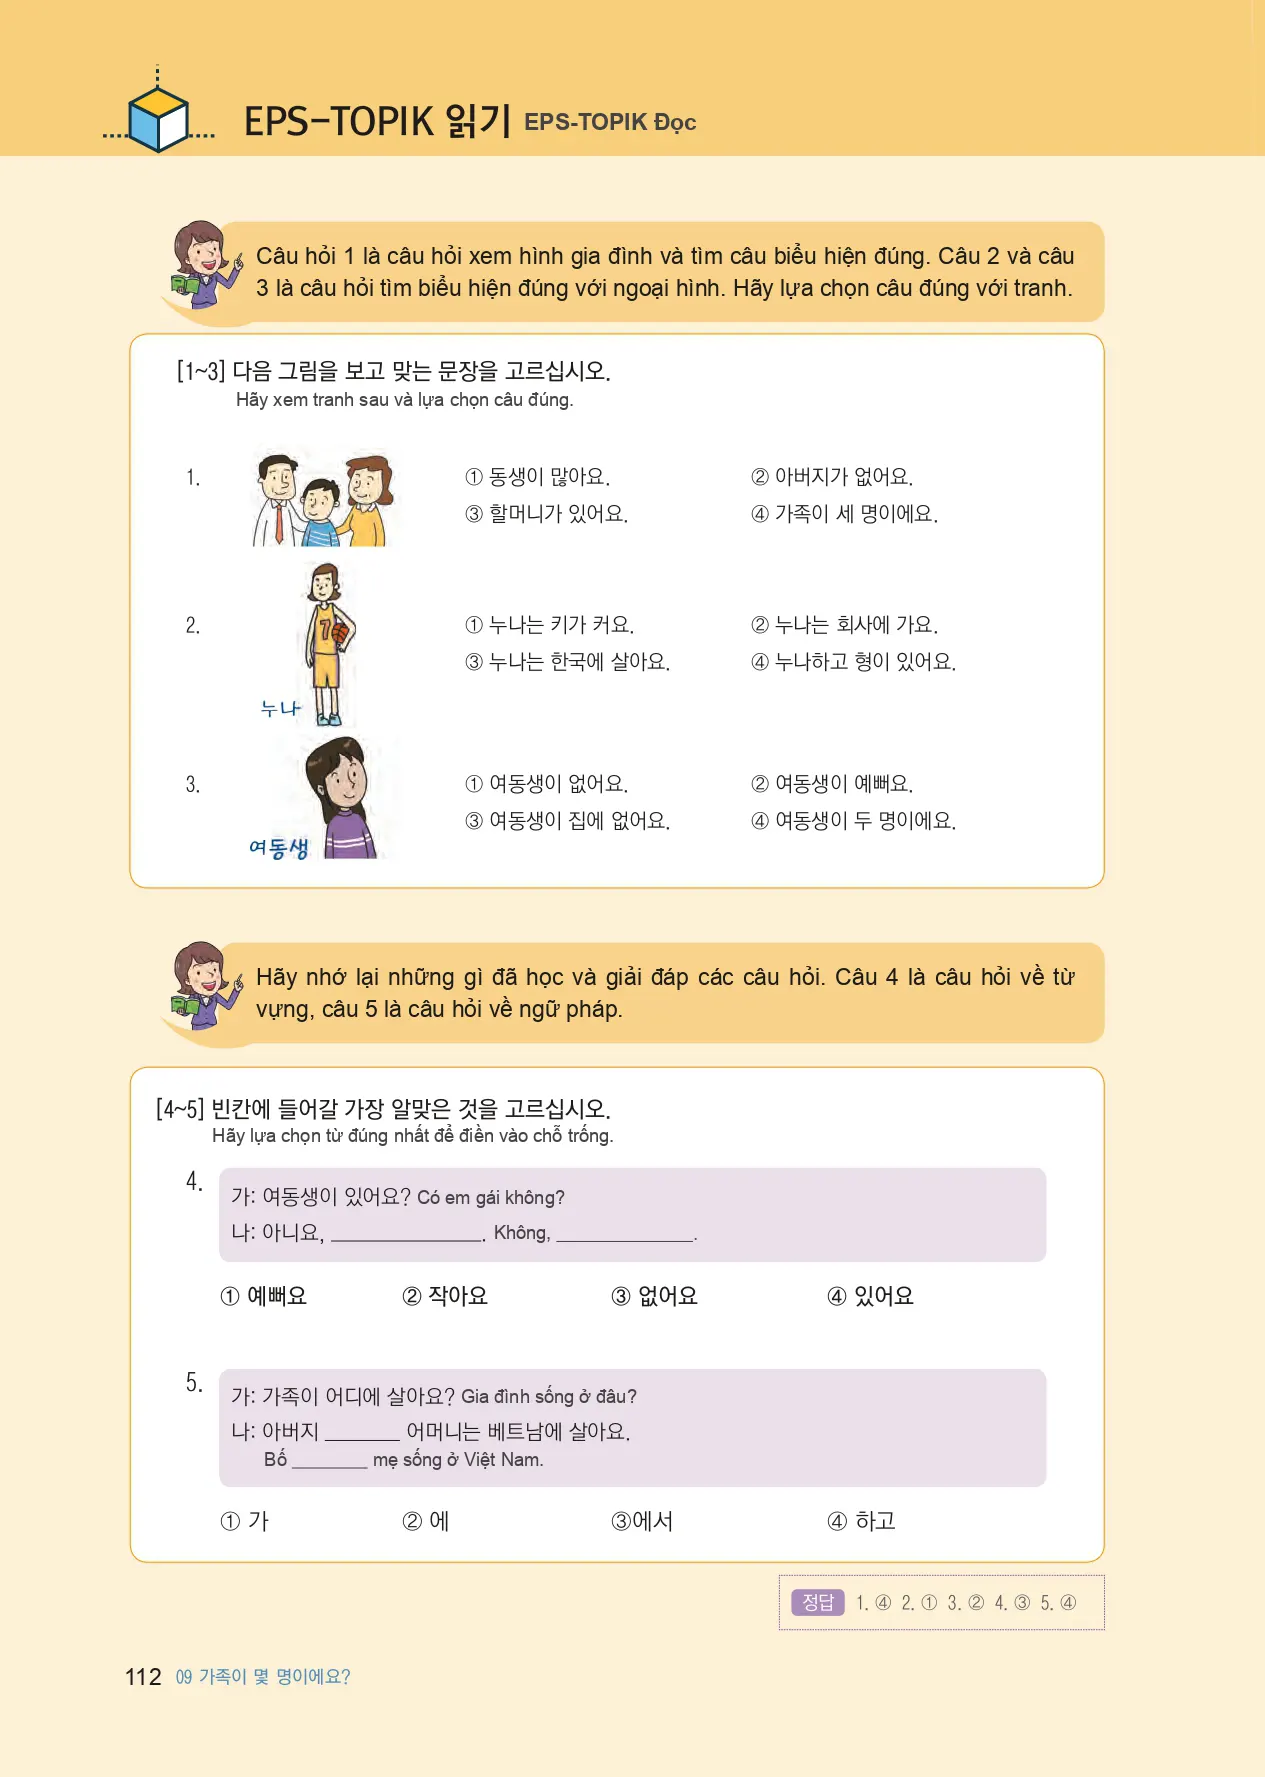 EPS-TOPIK 읽기 EPS-TOPIK Đọc
Câu hỏi 1 là câu hỏi xem hình gia đình và tìm câu biểu hiện đúng. Câu 2 và câu
3 là câu hỏi tìm biểu hiện đúng với ngoại hình. Hãy lựa chọn câu đúng với tranh.
[1~3] 다음 그림을 보고 맞는 문장을 고르십시오.
Hãy xem tranh sau và lựa chọn câu đúng.
1.
① 동생이 많아요. ② 아버지가 없어요.
③ 할머니가 있어요. ④ 가족이 세 명이에요.
2.
7
누나
① 누나는 키가 커요. ② 누나는 회사에 가요.
③ 누나는 한국에 살아요. ④ 누나하고 형이 있어요.
3.
여동생
① 여동생이 없어요. ② 여동생이 예뻐요.
③ 여동생이 집에 없어요. ④ 여동생이 두 명이에요.
Hãy nhớ lại những gì đã học và giải đáp các câu hỏi. Câu 4 là câu hỏi về từ
vựng, câu 5 là câu hỏi về ngữ pháp.
[4~5] 빈칸에 들어갈 가장 알맞은 것을 고르십시오.
Hãy lựa chọn từ đúng nhất để điền vào chỗ trống.
4.
가: 여동생이 있어요? Có em gái không?
나: 아니요, ______________. Không, ______________.
① 예뻐요 ② 작아요 ③ 없어요 ④ 있어요
5.
가: 가족이 어디에 살아요? Gia đình sống ở đâu?
나: 아버지 _______ 어머니는 베트남에 살아요.
Bố _______ mẹ sống ở Việt Nam.
① 가 ② 에 ③에서 ④ 하고
정답 1. ④ 2. ① 3. ② 4. ③ 5. ④
112 09 가족이 몇 명이에요?